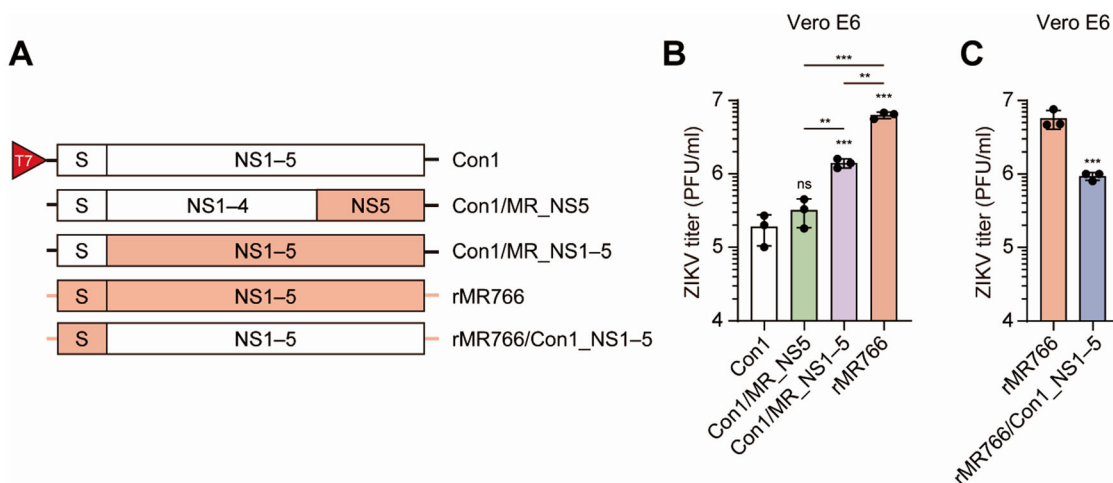 A
T7
S
NS1–5
Con1
S
NS1–4
NS5
Con1/MR_NS5
S
NS1–5
Con1/MR_NS1–5
S
NS1–5
rMR766
S
NS1–5
rMR766/Con1_NS1–5
B
Vero E6
ZIKV titer (PFU/ml)
7
6
5
4
***
**
***
**
***
ns
Con1
Con1/MR_NS5
Con1/MR_NS1–5
rMR766
C
Vero E6
ZIKV titer (PFU/ml)
7
6
5
4
***
rMR766
rMR766/Con1_NS1–5